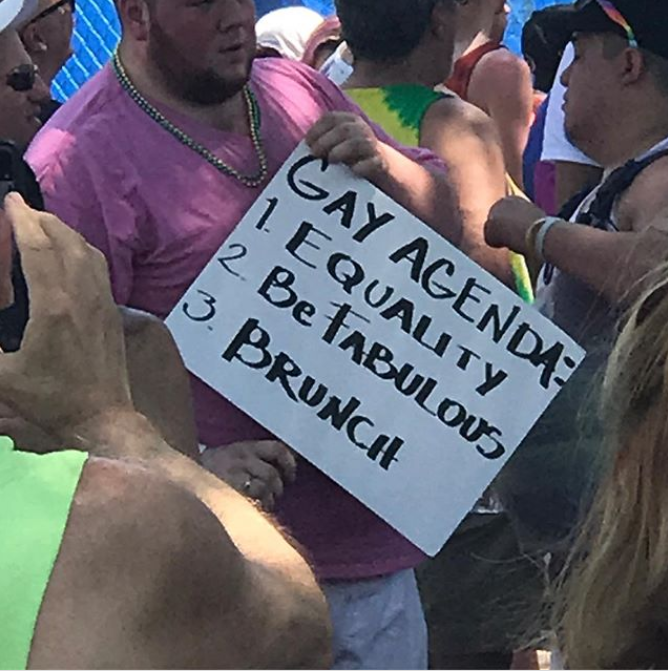 GAY AGENDA:
1. EQUALITY
2. Be FABULOUS
3. BRUNCH